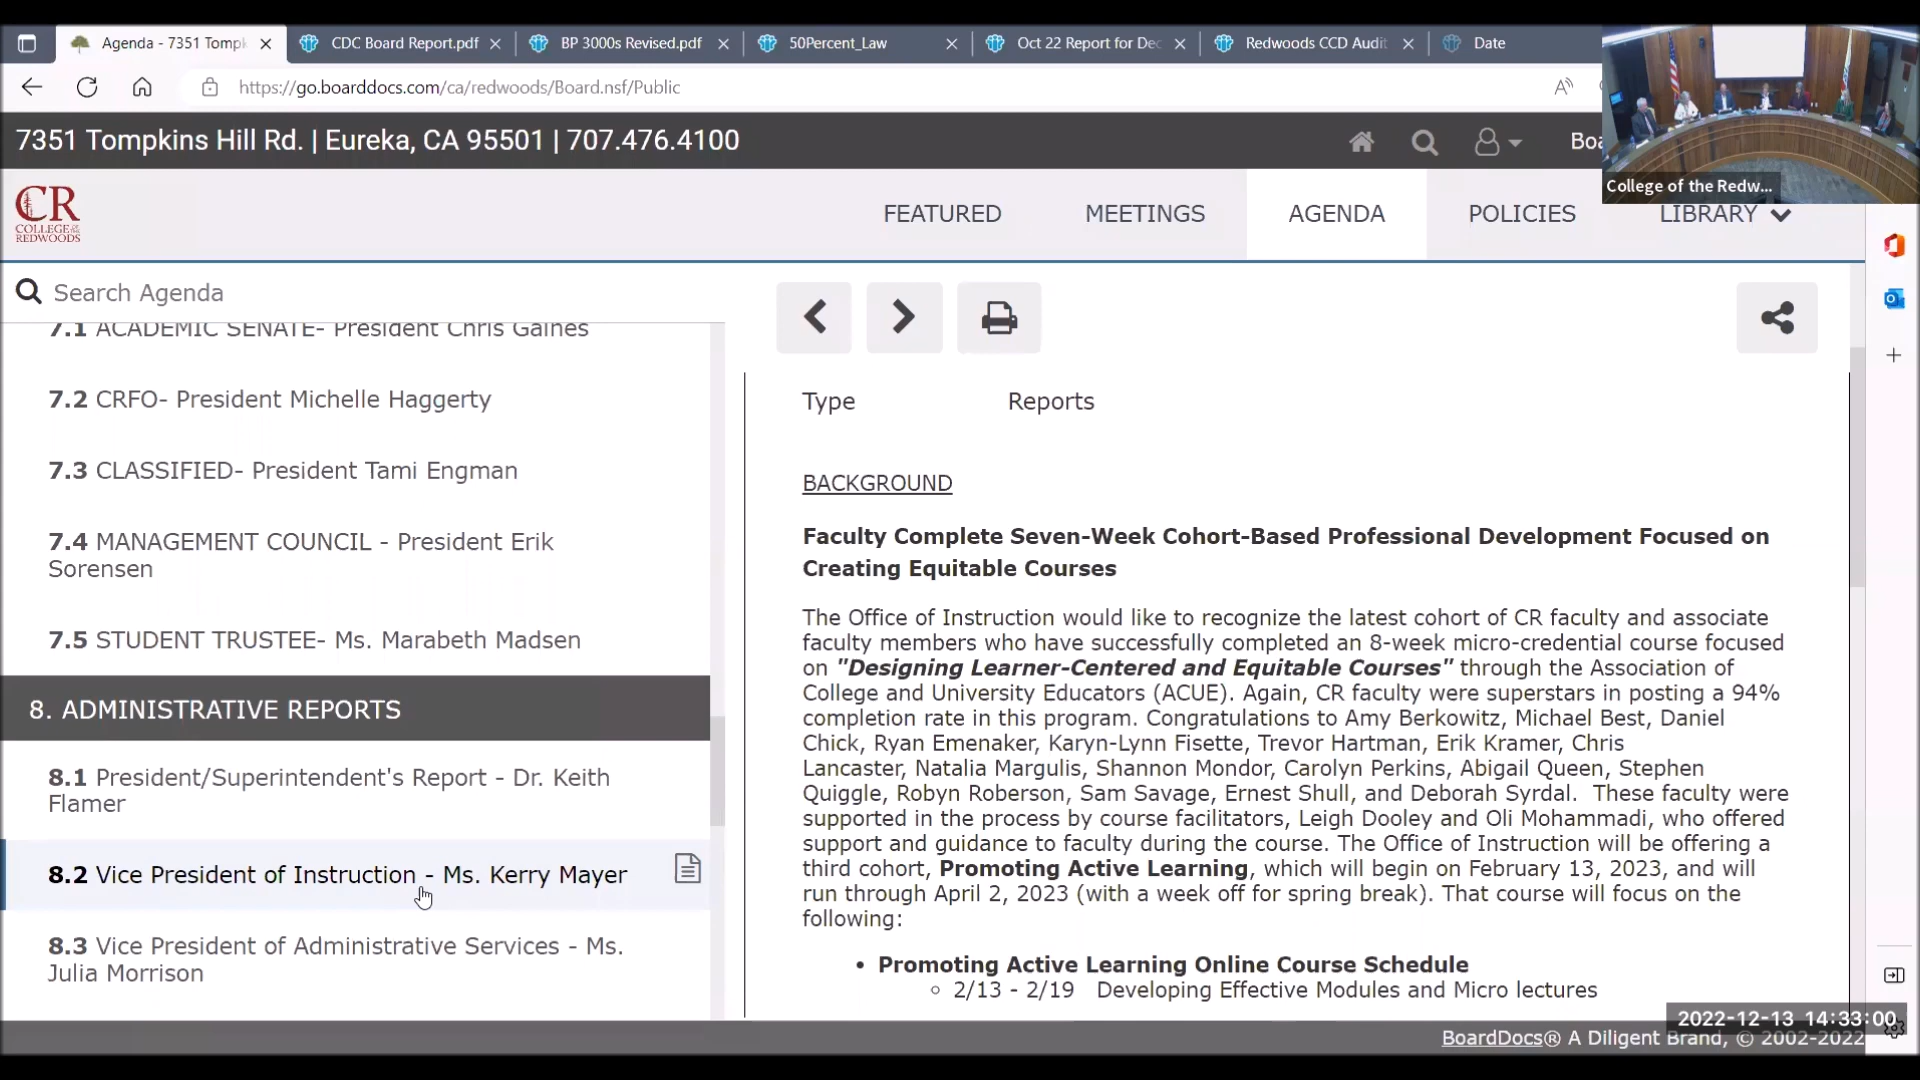 Agenda - 7351 Tompk
CDC Board Report.pdf
BP 3000s Revised.pdf
50Percent_Law
Oct 22 Report for Dec
Redwoods CCD Audit
Date
https://go.boarddocs.com/ca/redwoods/Board.nsf/Public
7351 Tompkins Hill Rd. | Eureka, CA 95501 | 707.476.4100
College of the Redw...
CR
COLLEGE OF THE
REDWOODS
FEATURED
MEETINGS
AGENDA
POLICIES
LIBRARY
Search Agenda
7.1 ACADEMIC SENATE- President Chris Gaines
7.2 CRFO- President Michelle Haggerty
7.3 CLASSIFIED- President Tami Engman
7.4 MANAGEMENT COUNCIL - President Erik
Sorensen
7.5 STUDENT TRUSTEE- Ms. Marabeth Madsen
8. ADMINISTRATIVE REPORTS
8.1 President/Superintendent's Report - Dr. Keith
Flamer
8.2 Vice President of Instruction - Ms. Kerry Mayer
8.3 Vice President of Administrative Services - Ms.
Julia Morrison
Type Reports
BACKGROUND
Faculty Complete Seven-Week Cohort-Based Professional Development Focused on
Creating Equitable Courses
The Office of Instruction would like to recognize the latest cohort of CR faculty and associate
faculty members who have successfully completed an 8-week micro-credential course focused
on "Designing Learner-Centered and Equitable Courses" through the Association of
College and University Educators (ACUE). Again, CR faculty were superstars in posting a 94%
completion rate in this program. Congratulations to Amy Berkowitz, Michael Best, Daniel
Chick, Ryan Emenaker, Karyn-Lynn Fisette, Trevor Hartman, Erik Kramer, Chris
Lancaster, Natalia Margulis, Shannon Mondor, Carolyn Perkins, Abigail Queen, Stephen
Quiggle, Robyn Roberson, Sam Savage, Ernest Shull, and Deborah Syrdal. These faculty were
supported in the process by course facilitators, Leigh Dooley and Oli Mohammadi, who offered
support and guidance to faculty during the course. The Office of Instruction will be offering a
third cohort, Promoting Active Learning, which will begin on February 13, 2023, and will
run through April 2, 2023 (with a week off for spring break). That course will focus on the
following:
• Promoting Active Learning Online Course Schedule
○ 2/13 - 2/19 Developing Effective Modules and Micro lectures
2022-12-13 14:33:00
BoardDocs® A Diligent Brand, © 2002-2022